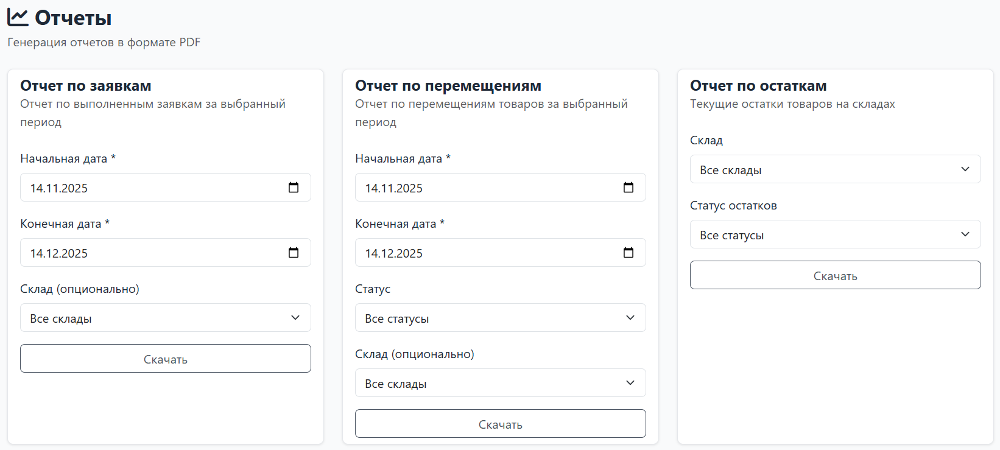 Отчеты
Генерация отчетов в формате PDF
Отчет по заявкам
Отчет по выполненным заявкам за выбранный
период
Начальная дата *
14.11.2025
Конечная дата *
14.12.2025
Склад (опционально)
Все склады
Скачать
Отчет по перемещениям
Отчет по перемещениям товаров за выбранный
период
Начальная дата *
14.11.2025
Конечная дата *
14.12.2025
Статус
Все статусы
Склад (опционально)
Все склады
Скачать
Отчет по остаткам
Текущие остатки товаров на складах
Склад
Все склады
Статус остатков
Все статусы
Скачать